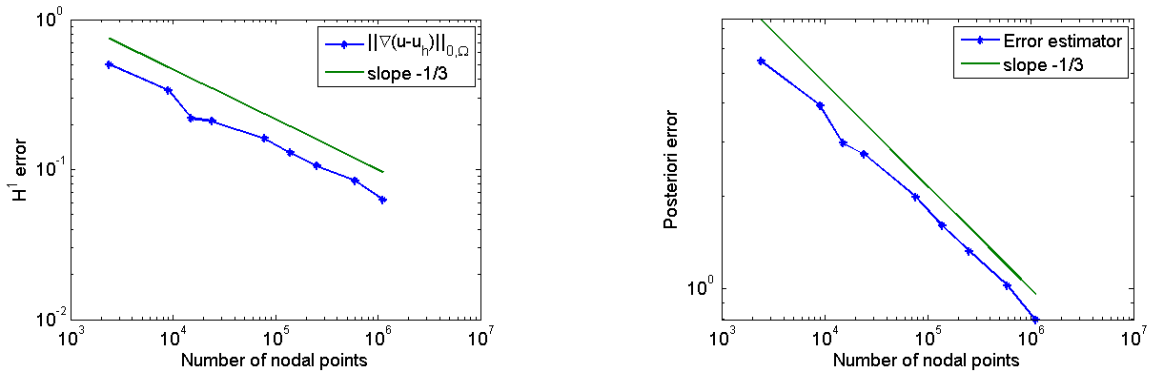 10^0
10^-1
10^-2
H^1 error
||∇(u-u_h)||_{0,Ω}
slope -1/3
10^3
10^4
10^5
10^6
10^7
Number of nodal points
10^0
Posteriori error
Error estimator
slope -1/3
10^3
10^4
10^5
10^6
10^7
Number of nodal points